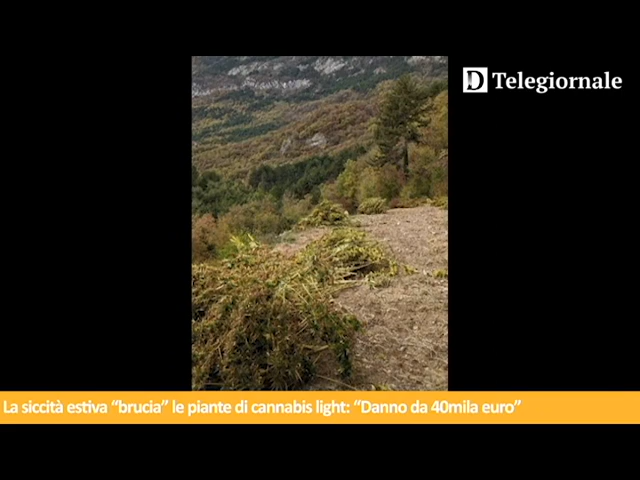 D Telegiornale
La siccità estiva “brucia” le piante di cannabis light: “Danno da 40mila euro”